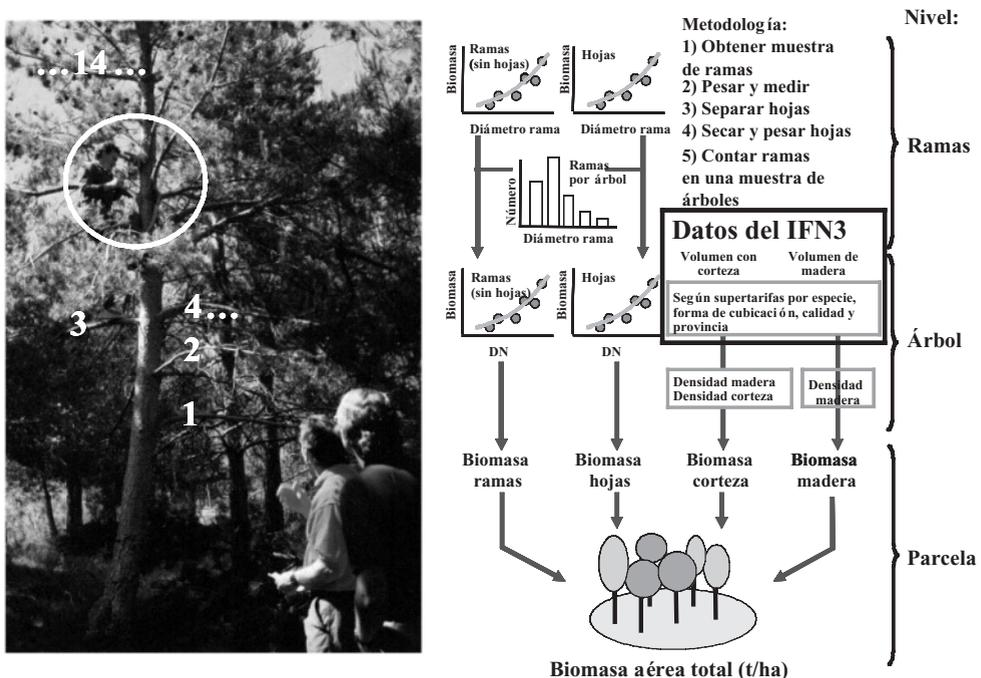 ...14...
3
4...
2
1
Nivel:
Metodología:
1) Obtener muestra
de ramas
2) Pesar y medir
3) Separar hojas
4) Secar y pesar hojas
5) Contar ramas
en una muestra de
árboles
Biomasa
Ramas
(sin hojas)
Diámetro rama
Biomasa
Hojas
Diámetro rama
Número
Ramas
por árbol
Diámetro rama
Ramas
Datos del IFN3
Volumen con
corteza
Volumen de
madera
Según supertarifas por especie,
forma de cubicación, calidad y
provincia
Biomasa
Ramas
(sin hojas)
DN
Biomasa
Hojas
DN
Árbol
Densidad madera
Densidad corteza
Densidad
madera
Biomasa
ramas
Biomasa
hojas
Biomasa
corteza
Biomasa
madera
Parcela
Biomasa aérea total (t/ha)